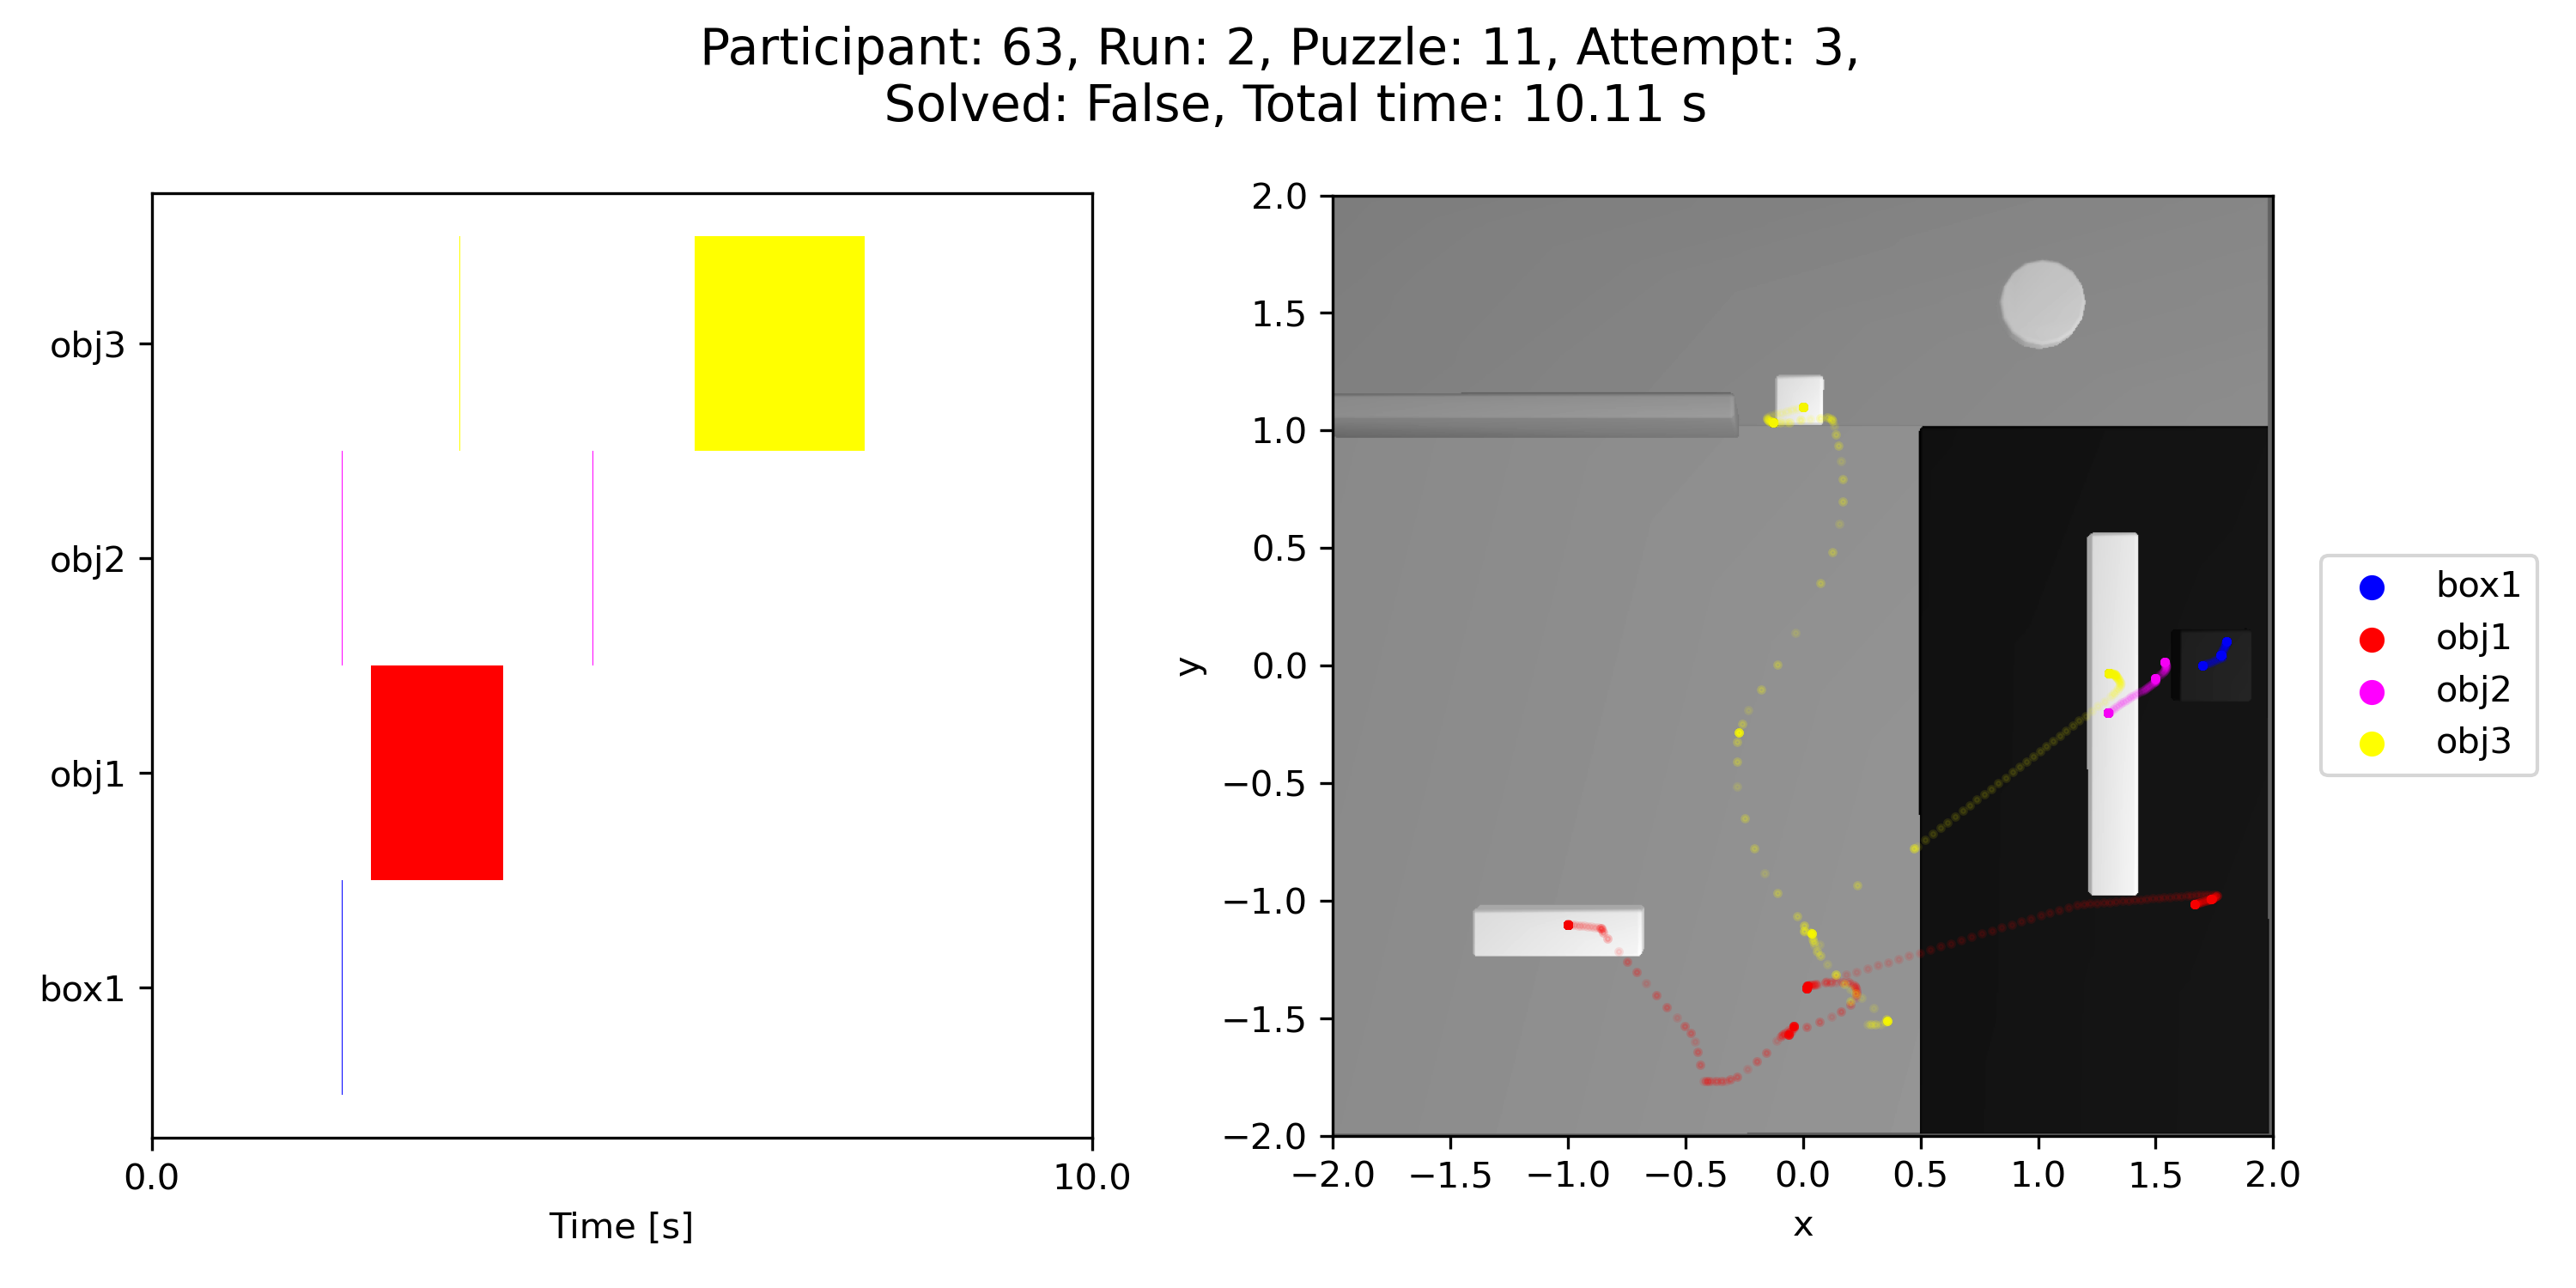 Participant: 63, Run: 2, Puzzle: 11, Attempt: 3,
Solved: False, Total time: 10.11 s
obj3
obj2
obj1
box1
0.0
10.0
Time [s]
2.0
1.5
1.0
0.5
0.0
−0.5
−1.0
−1.5
−2.0
y
−2.0 −1.5 −1.0 −0.5 0.0 0.5 1.0 1.5 2.0
x
box1
obj1
obj2
obj3